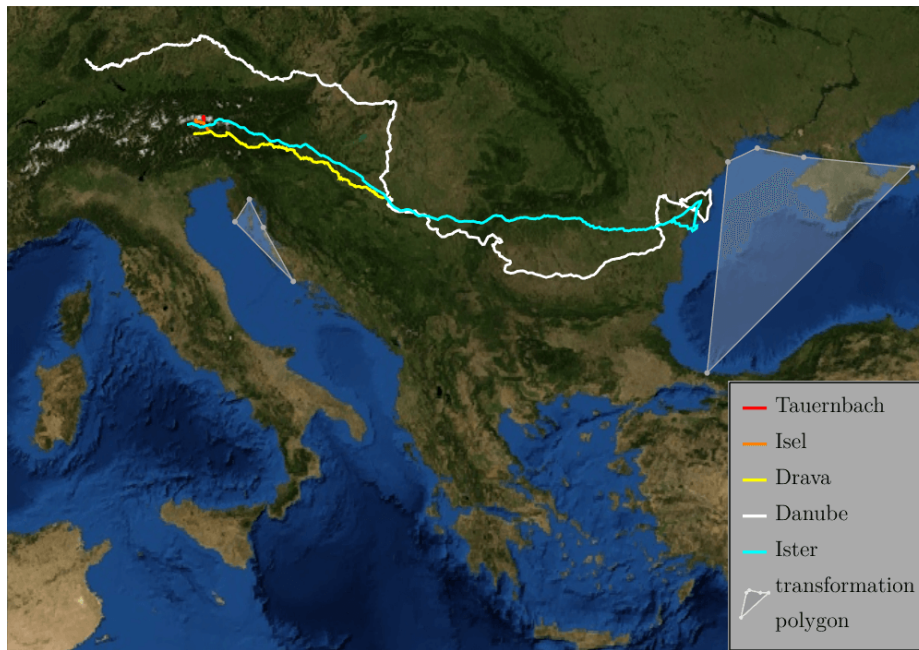 Tauernbach
Isel
Drava
Danube
Ister
transformation
polygon